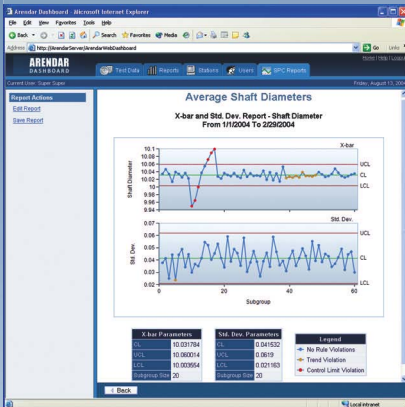 Arendar Dashboard - Microsoft Internet Explorer
File Edit View Favorites Tools Help
Back Search Favorites Media
Address http://ArendarServer/ArendarWebDashboard Go Links
ARENDAR
DASHBOARD
Test Data Reports Stations Users SPC Reports
Home | Help | Logout
Current User: Super Super Friday, August 13, 2004
Report Actions
Edit Report
Save Report
Average Shaft Diameters
X-bar and Std. Dev. Report - Shaft Diameter
From 1/1/2004 To 2/29/2004
X-bar
10.1
10.08
10.06
10.04
10.02
10
9.98
9.96
9.94
Shaft Diameter
UCL
CL
LCL
Std. Dev.
0.07
0.06
0.05
0.04
0.03
0.02
Std. Dev.
UCL
CL
LCL
0 20 40 60
Subgroup
X-bar Parameters
CL 10.031784
UCL 10.060014
LCL 10.003554
Subgroup Size 20
Std. Dev. Parameters
CL 0.041532
UCL 0.0619
LCL 0.021163
Subgroup Size 20
Legend
No Rule Violations
Trend Violation
Control Limit Violation
Back
Local intranet